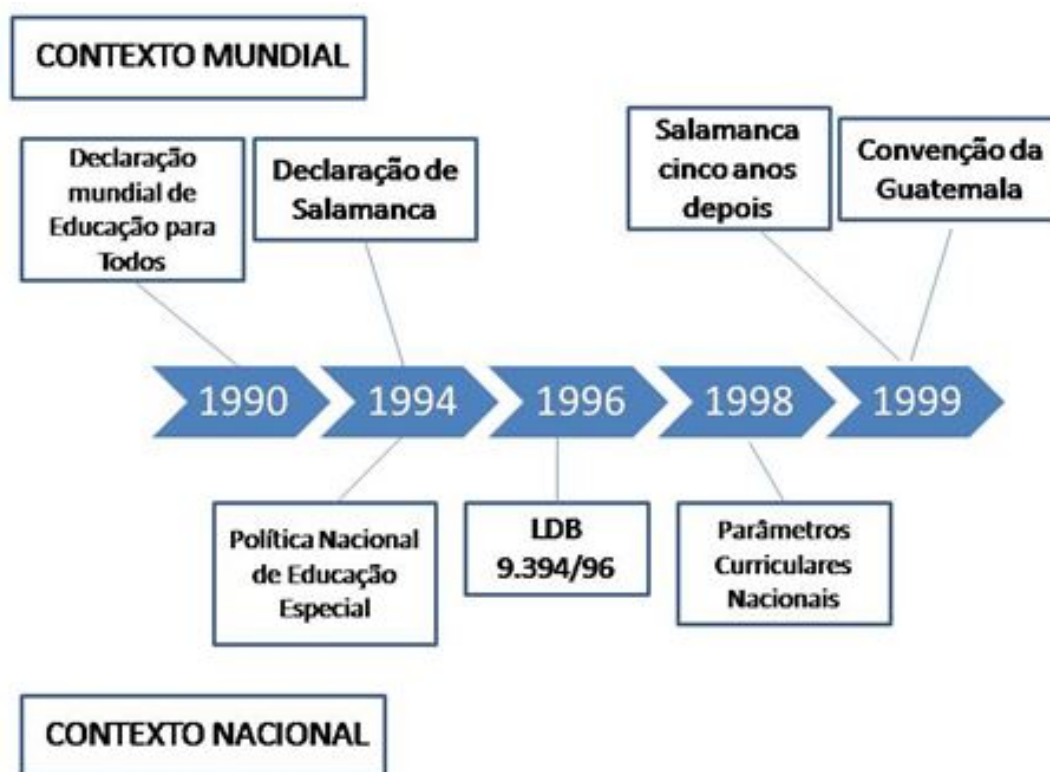 CONTEXTO MUNDIAL
Declaração
mundial de
Educação para
Todos
Declaração de
Salamanca
Salamanca
cinco anos
depois
Convenção da
Guatemala
1990
1994
1996
1998
1999
Política Nacional
de Educação
Especial
LDB
9.394/96
Parâmetros
Curriculares
Nacionais
CONTEXTO NACIONAL